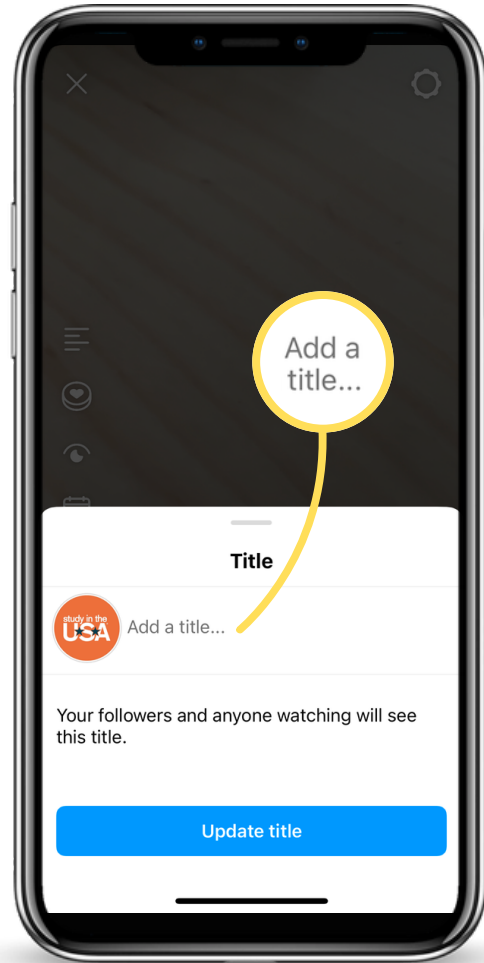 Add a
title...
Title
study in the
USA
Add a title...
Your followers and anyone watching will see
this title.
Update title